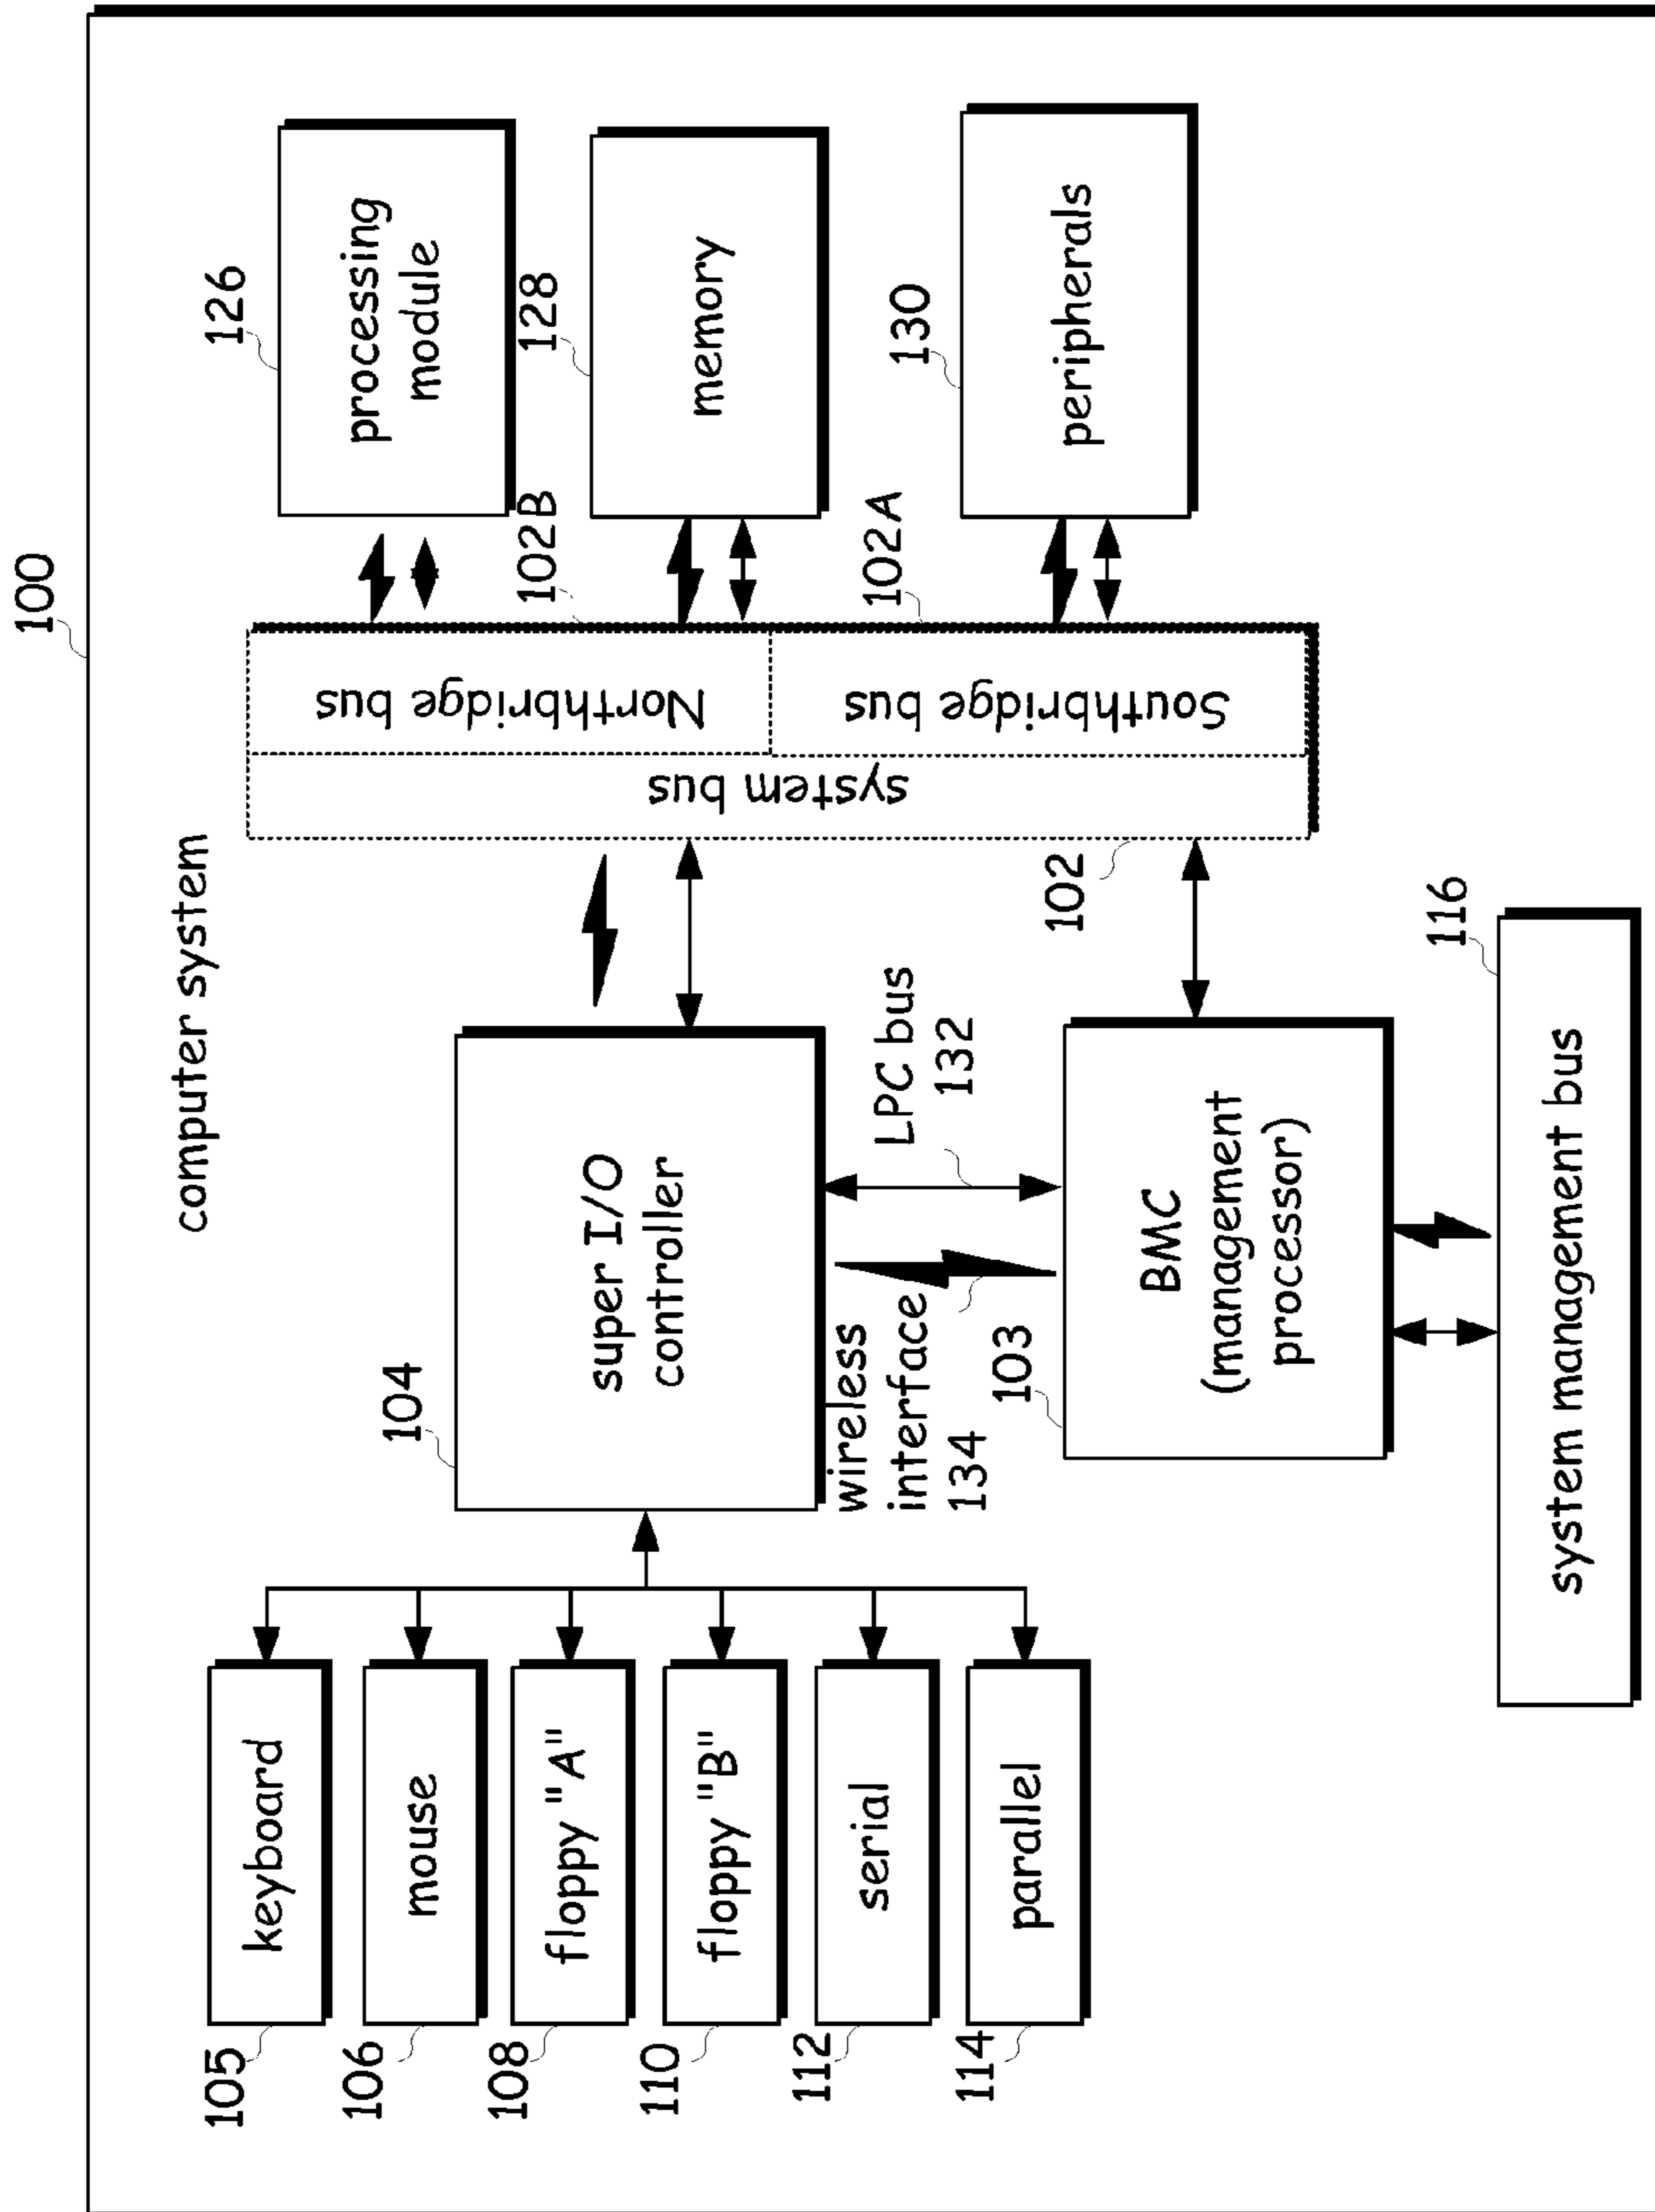 100
computer system
105
keyboard
106
mouse
108
floppy "A"
110
floppy "B"
112
serial
114
parallel
104
super I/O
controller
wireless
interface
134
LPC bus
132
103
BMC
(management
processor)
116
system management bus
102
system bus
Northbridge bus
102B
Southbridge bus
102A
126
processing
module
128
memory
130
peripherals